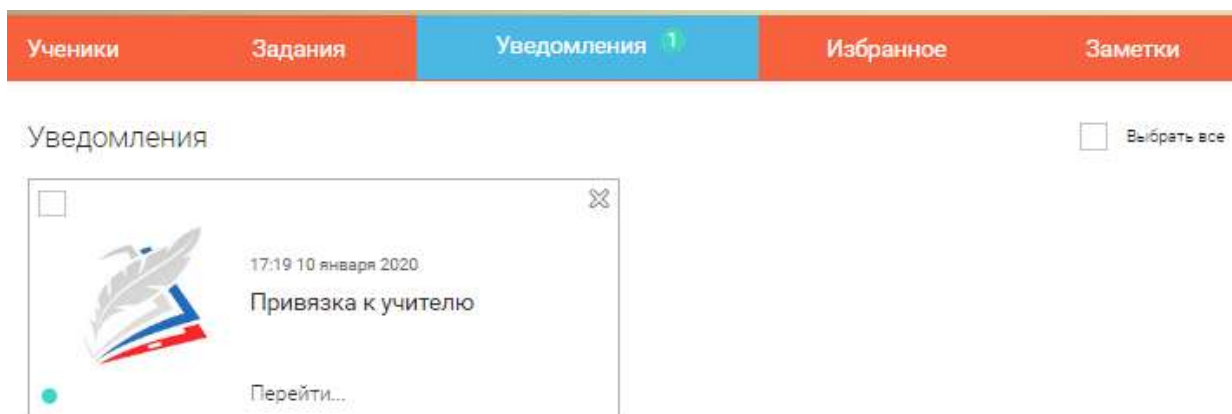 Ученики Задания Уведомления 1 Избранное Заметки
Уведомления Выбрать все
17:19 10 января 2020
Привязка к учителю
Перейти...